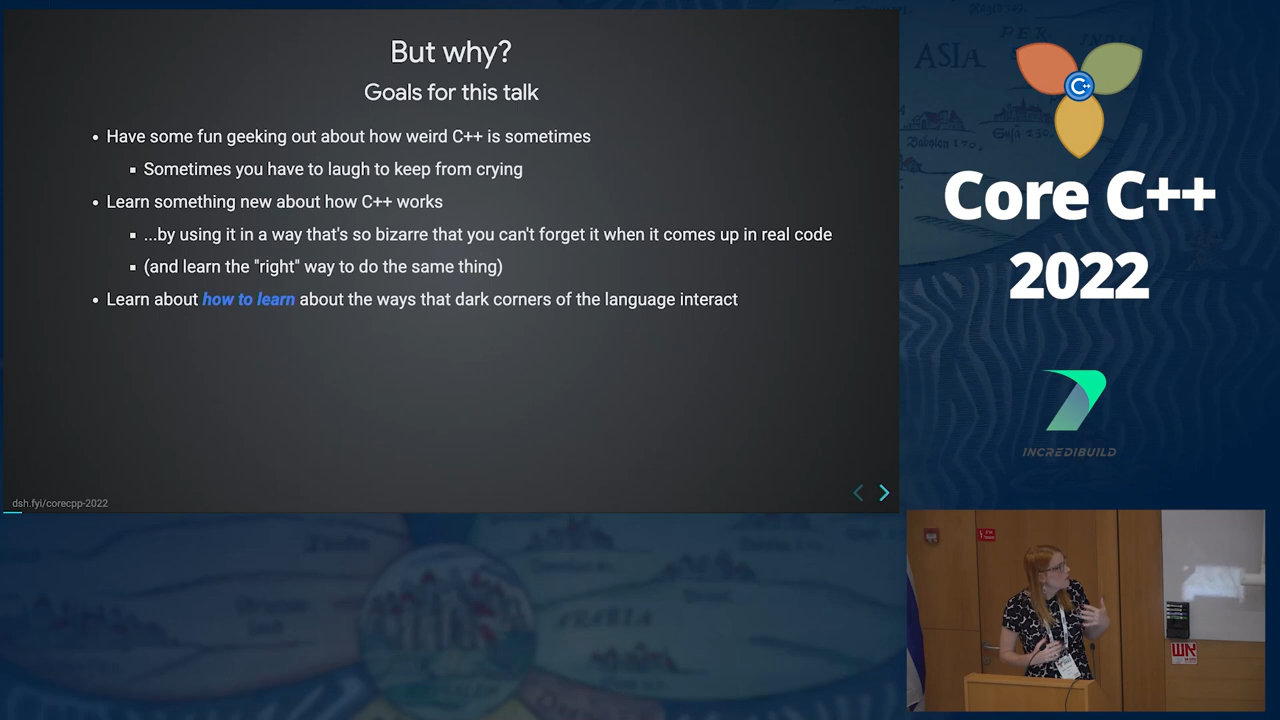 But why?
Goals for this talk
• Have some fun geeking out about how weird C++ is sometimes
▪ Sometimes you have to laugh to keep from crying
• Learn something new about how C++ works
▪ ...by using it in a way that's so bizarre that you can't forget it when it comes up in real code
▪ (and learn the "right" way to do the same thing)
• Learn about how to learn about the ways that dark corners of the language interact
dsh.fyi/corecpp-2022
ASIA
C++
Core C++
2022
INCREDIBUILD
ARABIA
אש